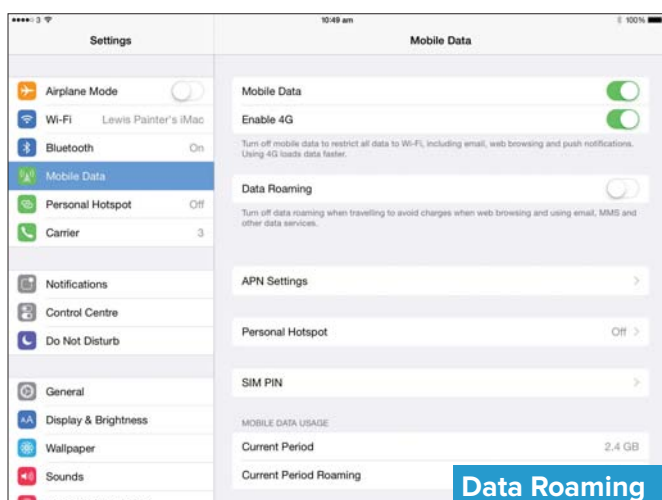 3
10:49 am
100%
Settings
Mobile Data
Airplane Mode
Wi-Fi Lewis Painter's iMac
Bluetooth On
Mobile Data
Personal Hotspot Off
Carrier 3
Notifications
Control Centre
Do Not Disturb
General
Display & Brightness
Wallpaper
Sounds
Mobile Data
Enable 4G
Turn off mobile data to restrict all data to Wi-Fi, including email, web browsing and push notifications.
Using 4G loads data faster.
Data Roaming
Turn off data roaming when travelling to avoid charges when web browsing and using email, MMS and
other data services.
APN Settings
Personal Hotspot Off
SIM PIN
MOBILE DATA USAGE
Current Period 2.4 GB
Current Period Roaming
Data Roaming